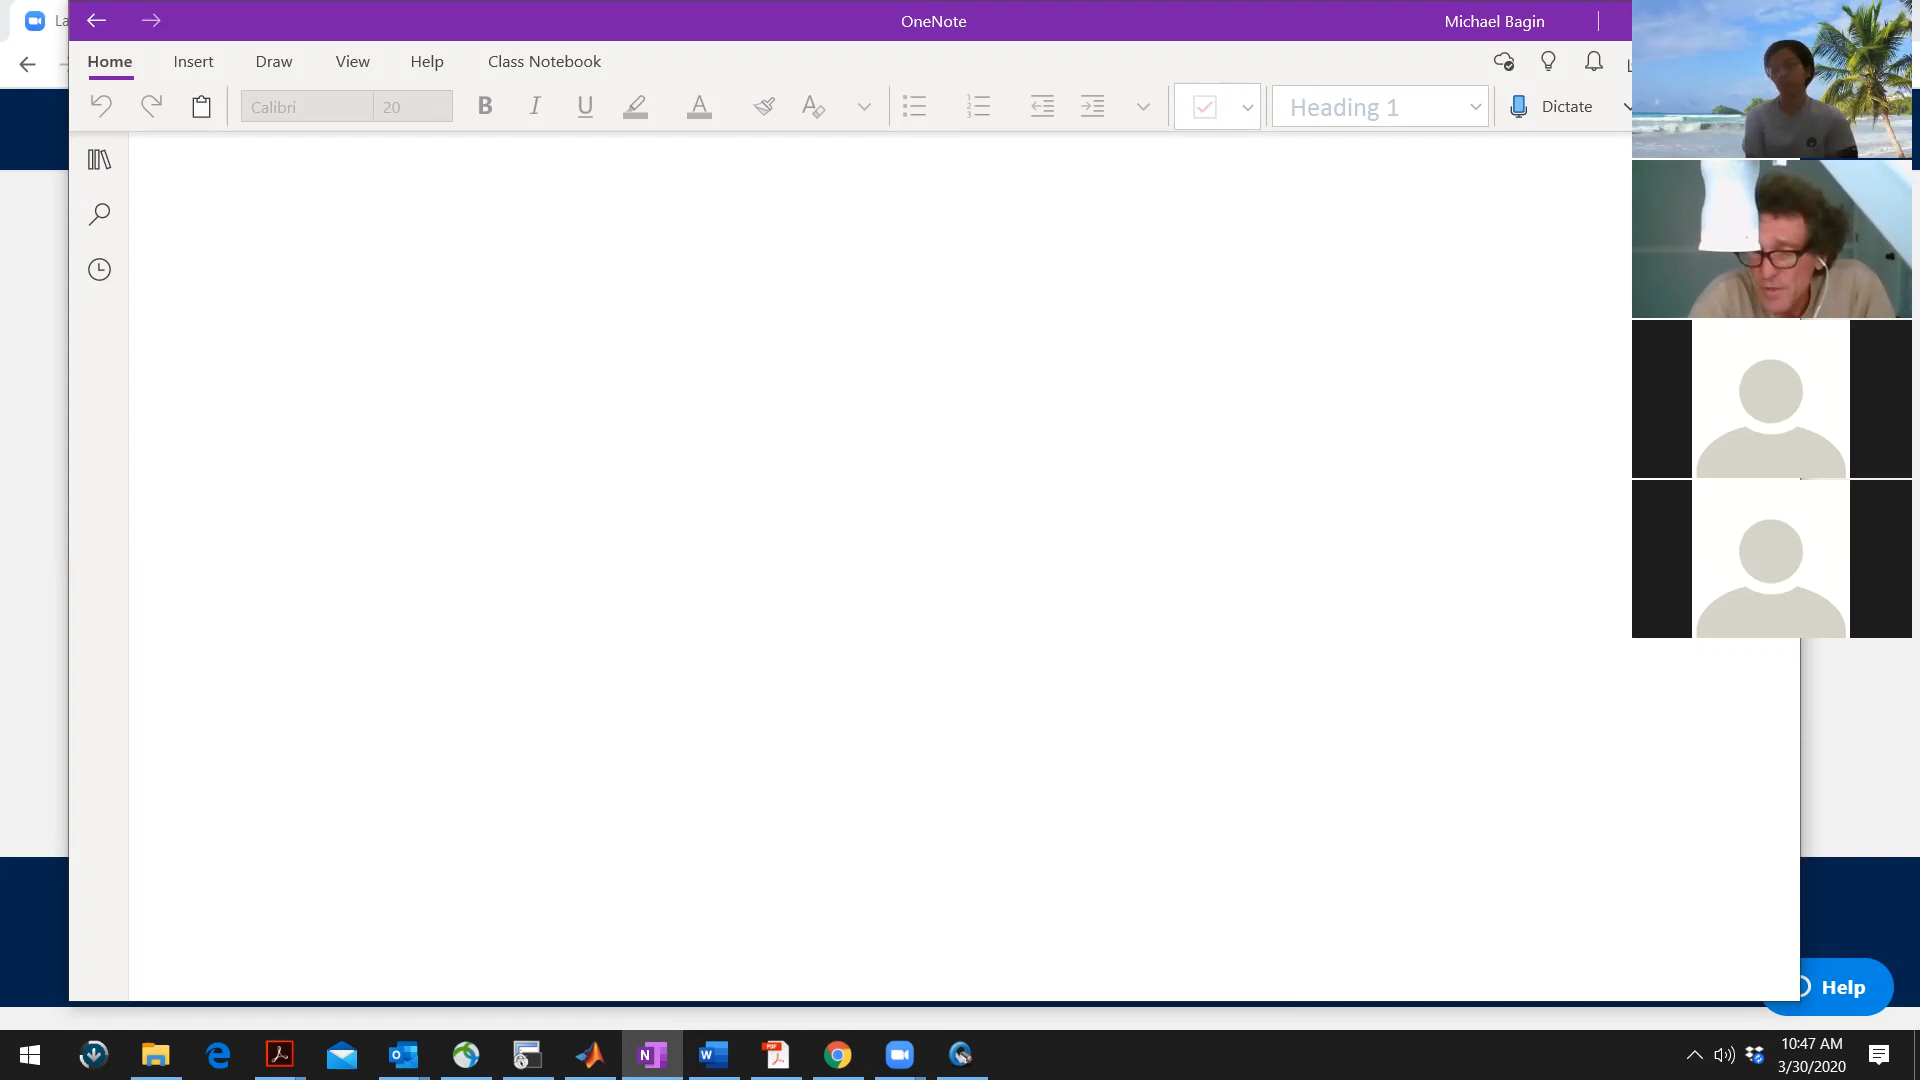 La
OneNote
Michael Bagin
Home Insert Draw View Help Class Notebook
Calibri 20 B I U A A Heading 1 Dictate
Help
10:47 AM
3/30/2020